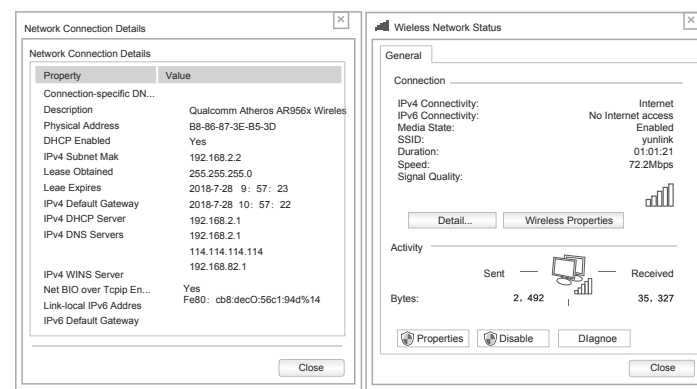 Network Connection Details
Network Connection Details
Property Value
Connection-specific DN...
Description Qualcomm Atheros AR956x Wireles
Physical Address B8-86-87-3E-B5-3D
DHCP Enabled Yes
IPv4 Subnet Mak 192.168.2.2
Lease Obtained 255.255.255.0
Leae Expires 2018-7-28 9: 57: 23
IPv4 Default Gateway 2018-7-28 10: 57: 22
IPv4 DHCP Server 192.168.2.1
IPv4 DNS Servers 192.168.2.1
114.114.114.114
192.168.82.1
IPv4 WINS Server
Net BIO over Tcpip En... Yes
Link-local IPv6 Addres Fe80: cb8:decO:56c1:94d%14
IPv6 Default Gateway
Close
Wieless Network Status
General
Connection
IPv4 Connectivity: Internet
IPv6 Connectivity: No Internet access
Media State: Enabled
SSID: yunlink
Duration: 01:01:21
Speed: 72.2Mbps
Signal Quality:
Detail... Wireless Properties
Activity
Sent Received
Bytes: 2, 492 35, 327
Properties Disable DIagnoe
Close